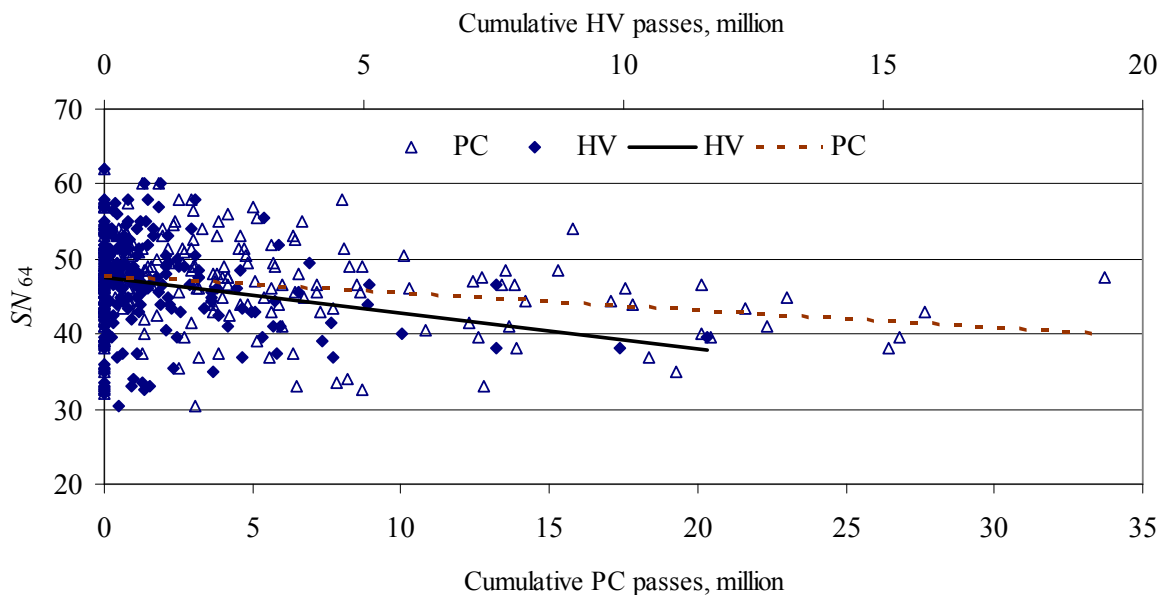 Cumulative HV passes, million
0 5 10 15 20
70
PC HV HV PC
60
50
40
30
20
SN64
0 5 10 15 20 25 30 35
Cumulative PC passes, million